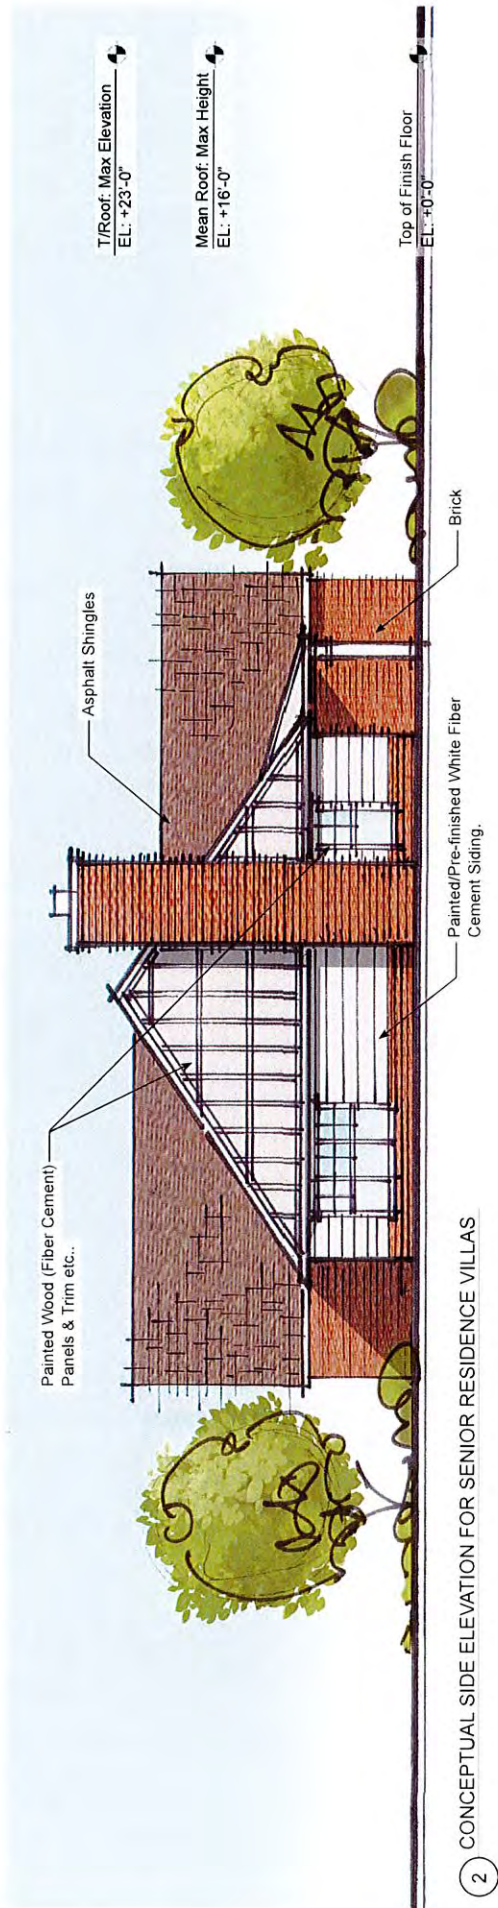 Painted Wood (Fiber Cement)
Panels & Trim etc..
Asphalt Shingles
T/Roof: Max Elevation
EL: +23'-0"
Mean Roof: Max Height
EL: +16'-0"
Top of Finish Floor
EL: +0'-0"
Brick
Painted/Pre-finished White Fiber
Cement Siding.
2 CONCEPTUAL SIDE ELEVATION FOR SENIOR RESIDENCE VILLAS